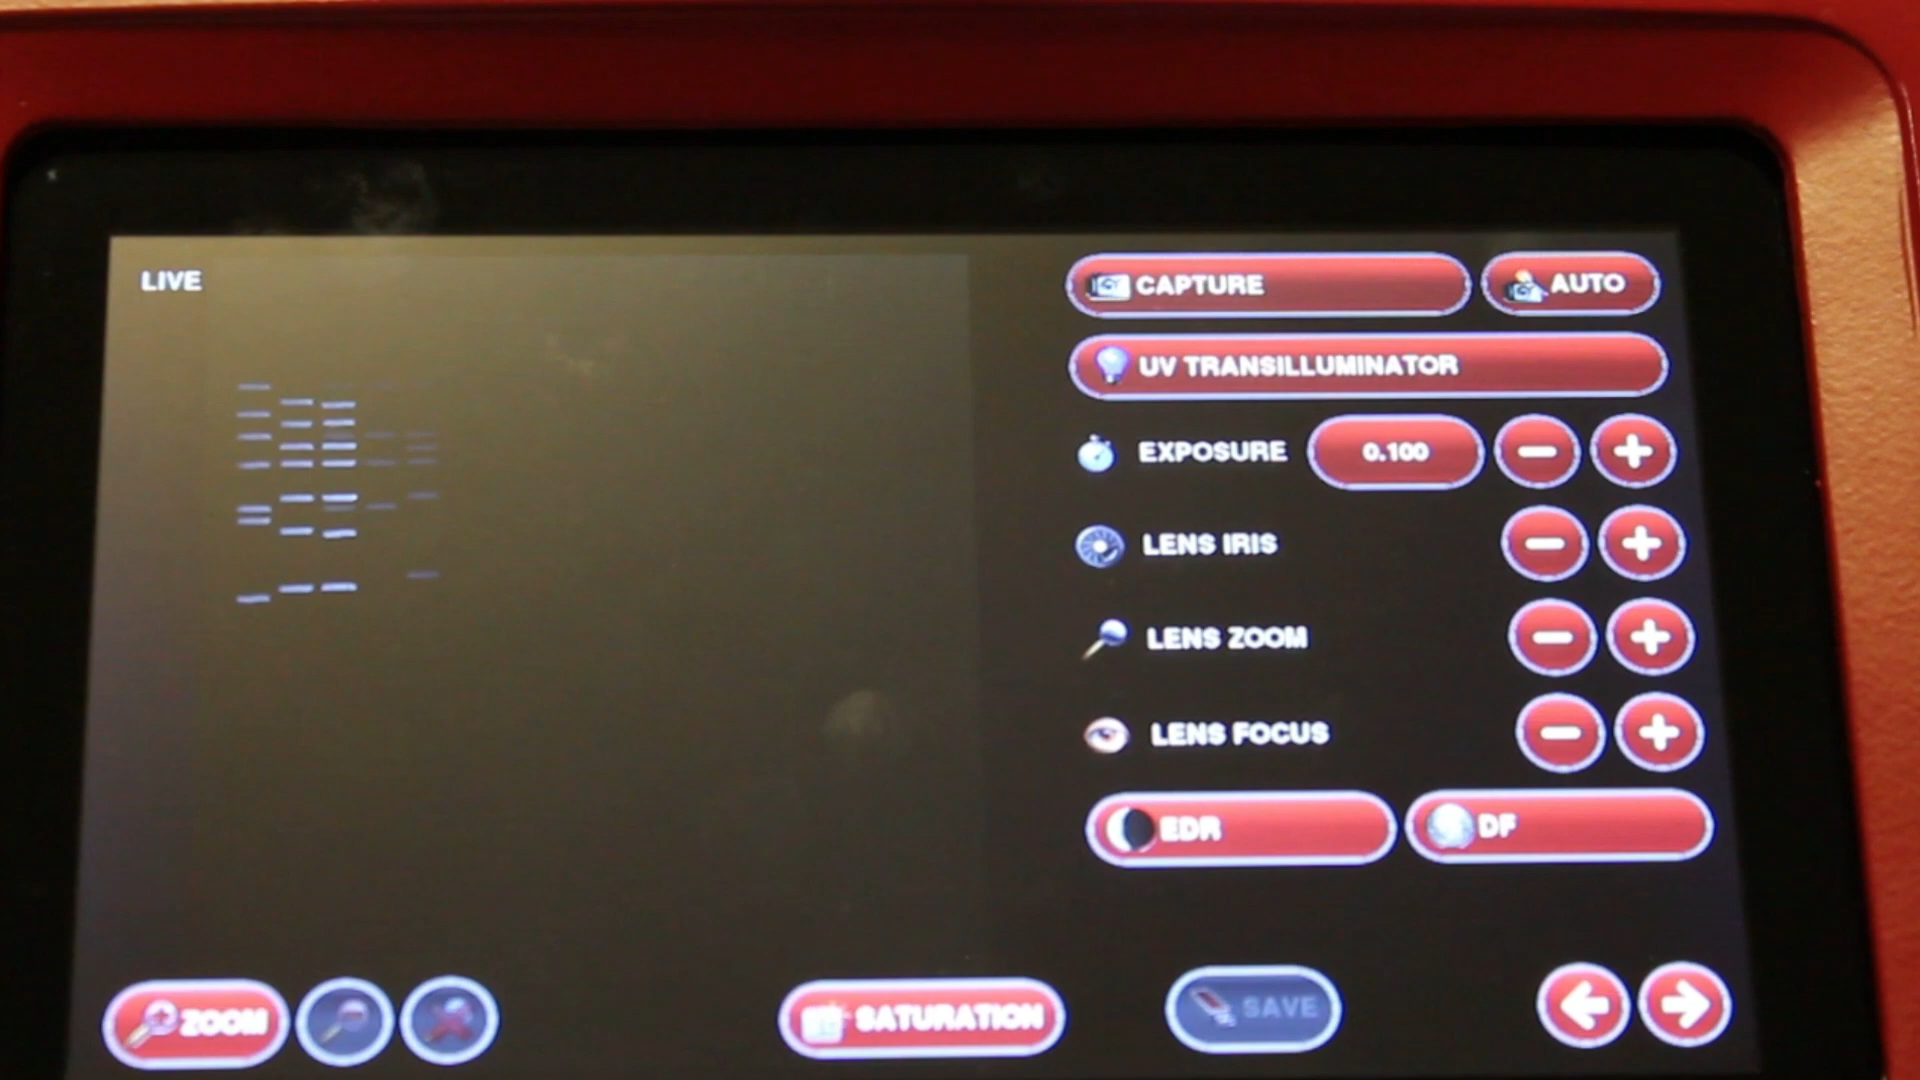 LIVE
CAPTURE
AUTO
UV TRANSILLUMINATOR
EXPOSURE
0.100
LENS IRIS
LENS ZOOM
LENS FOCUS
EDR
DF
ZOOM
SATURATION
SAVE